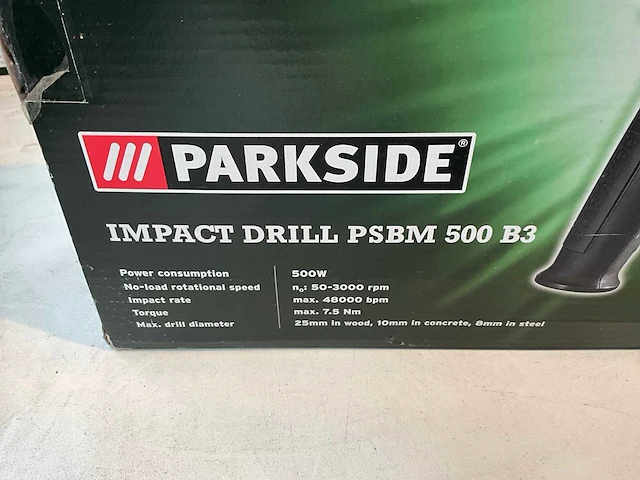 PARKSIDE®
IMPACT DRILL PSBM 500 B3
Power consumption 500W
No-load rotational speed n₀: 50-3000 rpm
Impact rate max. 48000 bpm
Torque max. 7.5 Nm
Max. drill diameter 25mm in wood, 10mm in concrete, 8mm in steel